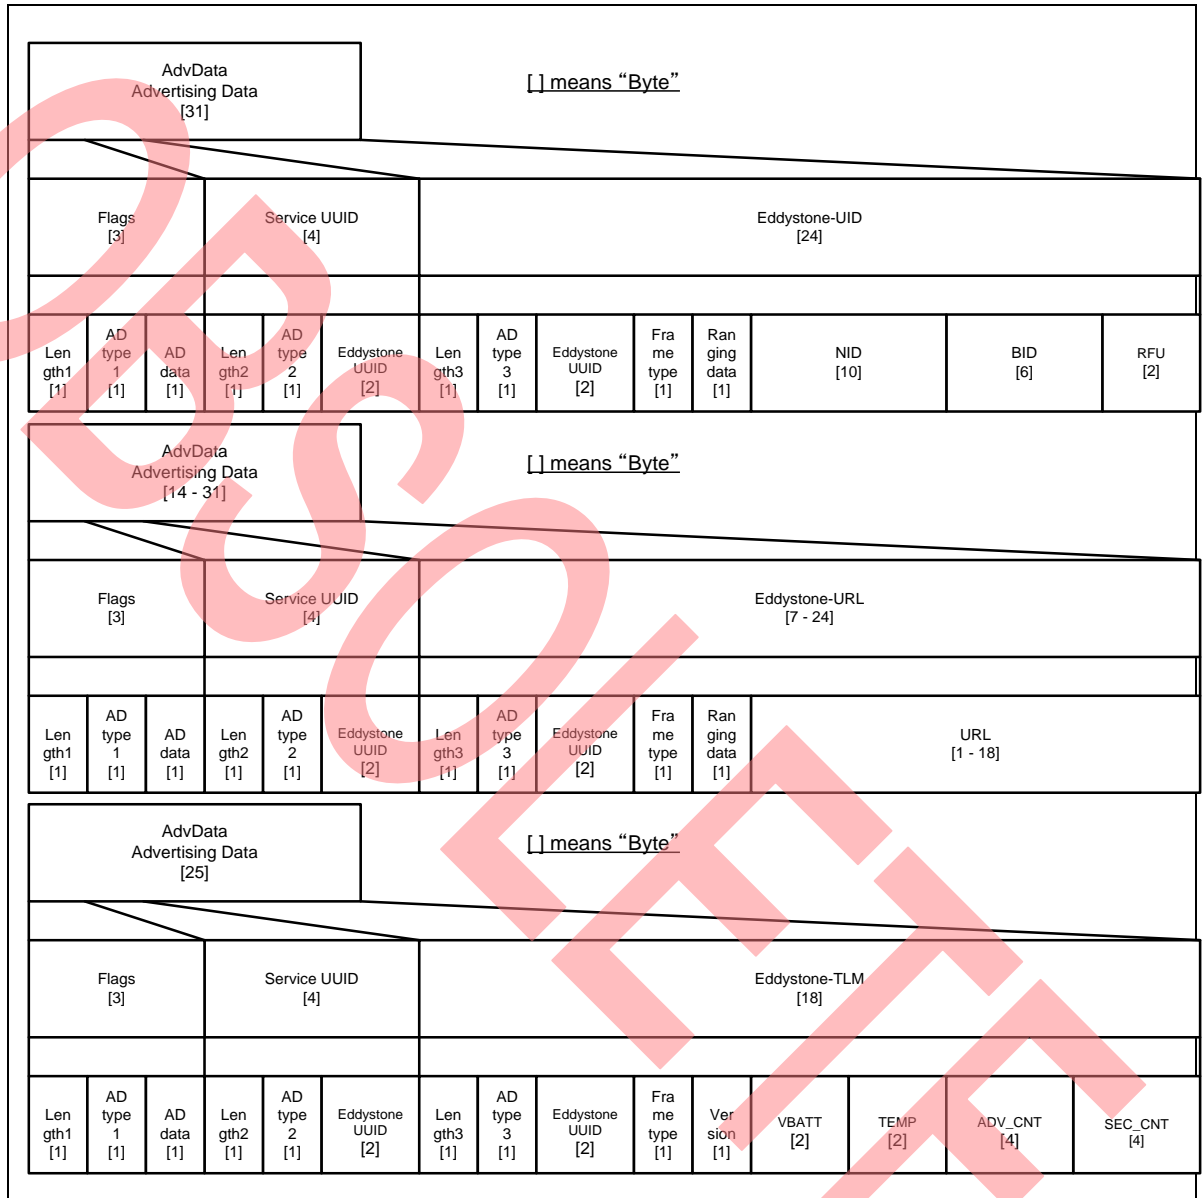 AdvData
Advertising Data
[31]
[ ] means “Byte”
Flags
[3]
Service UUID
[4]
Eddystone-UID
[24]
Len
gth1
[1]
AD
type
1
[1]
AD
data
[1]
Len
gth2
[1]
AD
type
2
[1]
Eddystone
UUID
[2]
Len
gth3
[1]
AD
type
3
[1]
Eddystone
UUID
[2]
Fra
me
type
[1]
Ran
ging
data
[1]
NID
[10]
BID
[6]
RFU
[2]
AdvData
Advertising Data
[14 - 31]
[ ] means “Byte”
Flags
[3]
Service UUID
[4]
Eddystone-URL
[7 - 24]
Len
gth1
[1]
AD
type
1
[1]
AD
data
[1]
Len
gth2
[1]
AD
type
2
[1]
Eddystone
UUID
[2]
Len
gth3
[1]
AD
type
3
[1]
Eddystone
UUID
[2]
Fra
me
type
[1]
Ran
ging
data
[1]
URL
[1 - 18]
AdvData
Advertising Data
[25]
[ ] means “Byte”
Flags
[3]
Service UUID
[4]
Eddystone-TLM
[18]
Len
gth1
[1]
AD
type
1
[1]
AD
data
[1]
Len
gth2
[1]
AD
type
2
[1]
Eddystone
UUID
[2]
Len
gth3
[1]
AD
type
3
[1]
Eddystone
UUID
[2]
Fra
me
type
[1]
Ver
sion
[1]
VBATT
[2]
TEMP
[2]
ADV_CNT
[4]
SEC_CNT
[4]
OBSOLETE